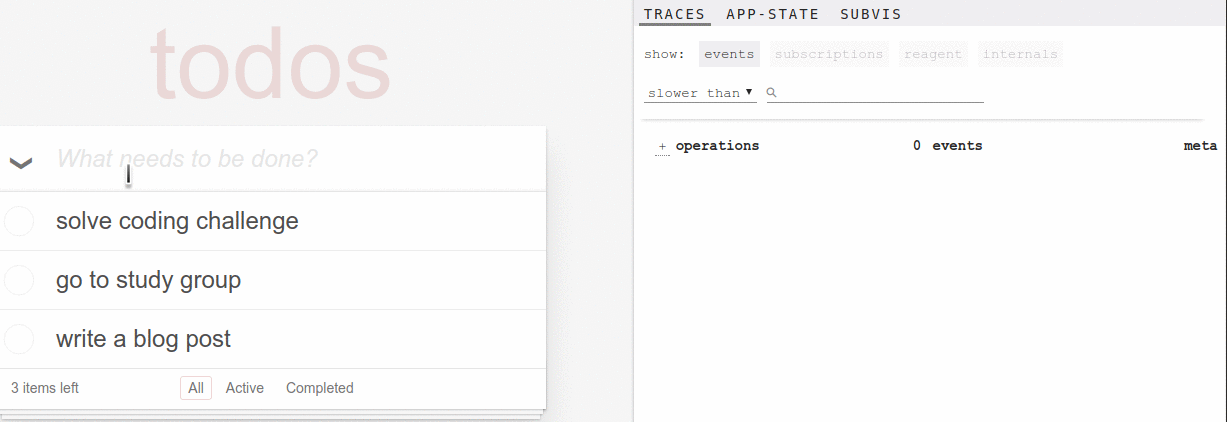 todos
What needs to be done?
solve coding challenge
go to study group
write a blog post
3 items left All Active Completed
TRACES APP-STATE SUBVIS
show: events subscriptions reagent internals
slower than
+ operations 0 events meta